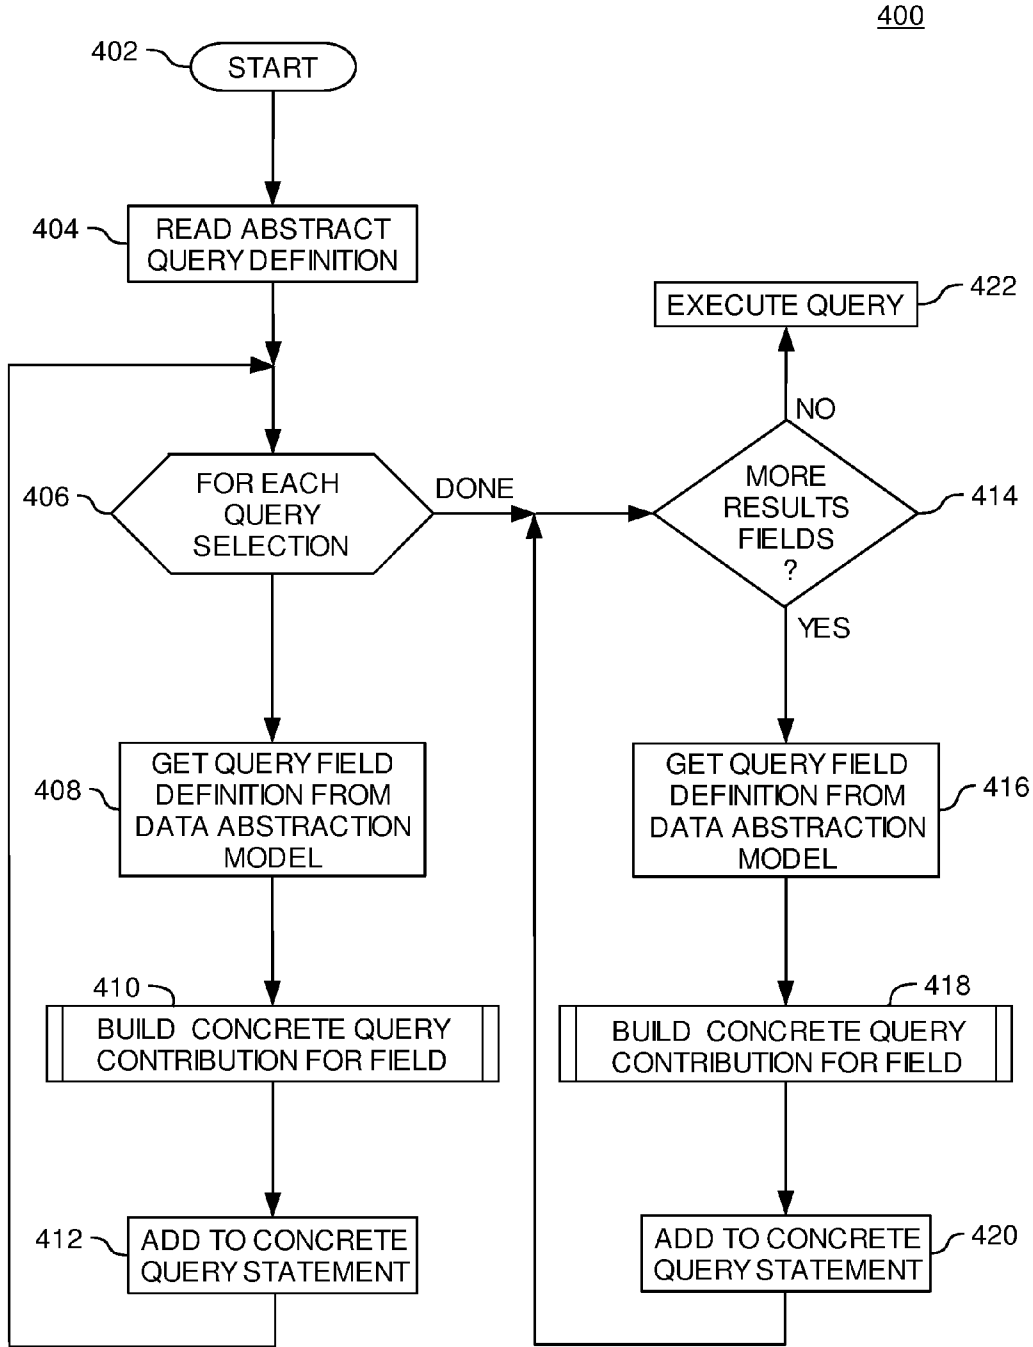 400
402
START
404
READ ABSTRACT
QUERY DEFINITION
406
FOR EACH
QUERY
SELECTION
DONE
408
GET QUERY FIELD
DEFINITION FROM
DATA ABSTRACTION
MODEL
410
BUILD CONCRETE QUERY
CONTRIBUTION FOR FIELD
412
ADD TO CONCRETE
QUERY STATEMENT
EXECUTE QUERY
422
NO
MORE
RESULTS
FIELDS
?
414
YES
GET QUERY FIELD
DEFINITION FROM
DATA ABSTRACTION
MODEL
416
418
BUILD CONCRETE QUERY
CONTRIBUTION FOR FIELD
ADD TO CONCRETE
QUERY STATEMENT
420